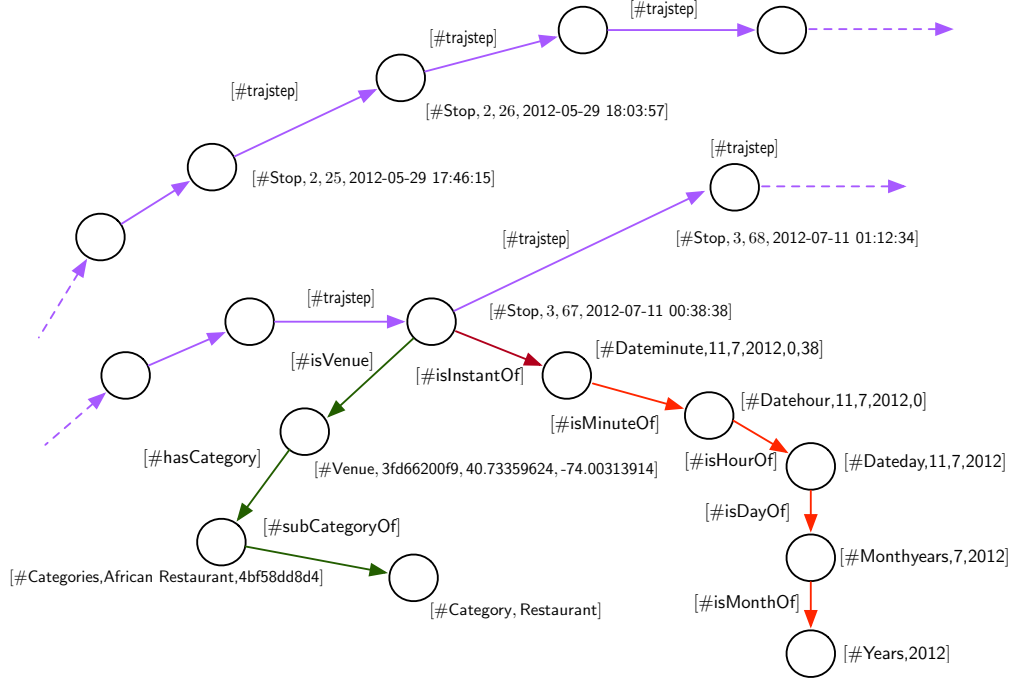 [#trajstep]
[#trajstep]
[#trajstep]
[#Stop, 2, 26, 2012-05-29 18:03:57]
[#trajstep]
[#Stop, 2, 25, 2012-05-29 17:46:15]
[#trajstep]
[#Stop, 3, 68, 2012-07-11 01:12:34]
[#trajstep]
[#Stop, 3, 67, 2012-07-11 00:38:38]
[#isVenue]
[#isInstantOf]
[#Dateminute,11,7,2012,0,38]
[#isMinuteOf]
[#Datehour,11,7,2012,0]
[#hasCategory]
[#Venue, 3fd66200f9, 40.73359624, -74.00313914]
[#isHourOf]
[#Dateday,11,7,2012]
[#subCategoryOf]
[#isDayOf]
[#Categories,African Restaurant,4bf58dd8d4]
[#Monthyears,7,2012]
[#Category, Restaurant]
[#isMonthOf]
[#Years,2012]